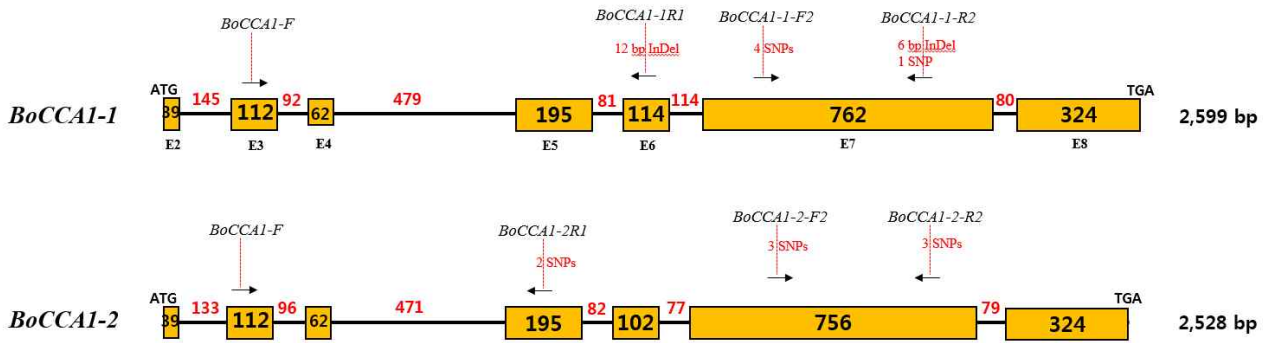 BoCCA1-F
BoCCA1-1R1
BoCCA1-1-F2
BoCCA1-1-R2
12 bp InDel
4 SNPs
6 bp InDel
1 SNP
ATG
TGA
BoCCA1-1
39
145
112
92
62
479
195
81
114
114
762
80
324
2,599 bp
E2
E3
E4
E5
E6
E7
E8
BoCCA1-F
BoCCA1-2R1
BoCCA1-2-F2
BoCCA1-2-R2
2 SNPs
3 SNPs
3 SNPs
ATG
TGA
BoCCA1-2
39
133
112
96
62
471
195
82
102
77
756
79
324
2,528 bp